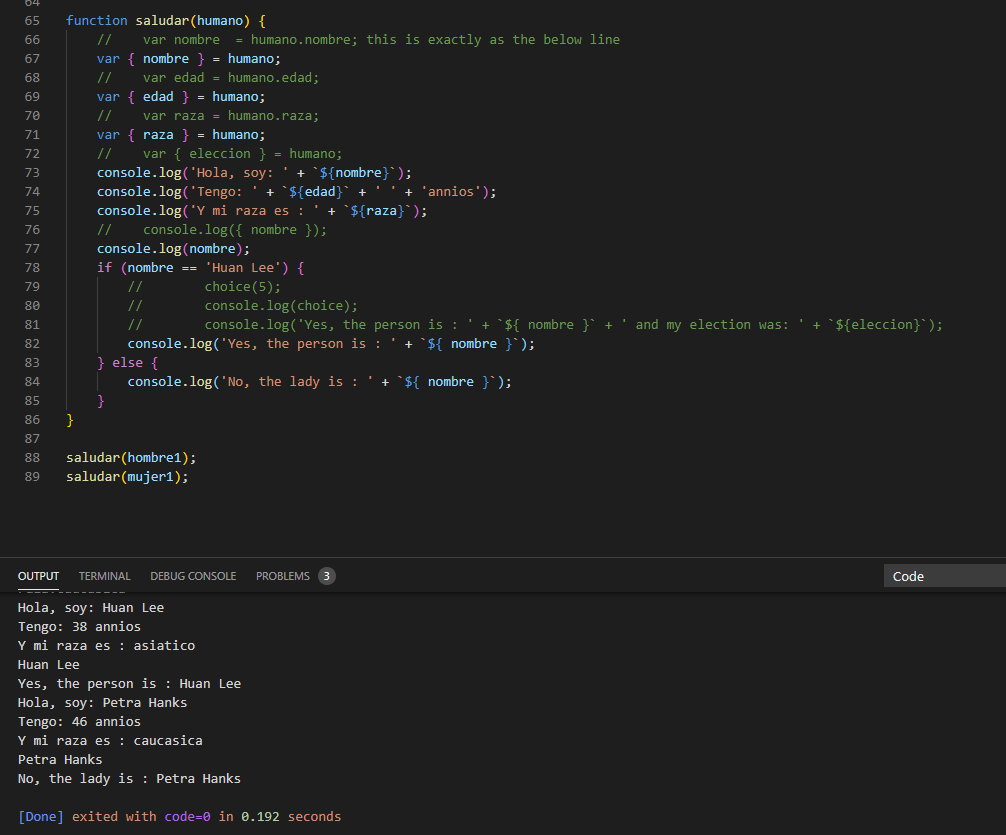 64
65 function saludar(humano) {
66     //    var nombre  = humano.nombre; this is exactly as the below line
67     var { nombre } = humano;
68     //    var edad = humano.edad;
69     var { edad } = humano;
70     //    var raza = humano.raza;
71     var { raza } = humano;
72     //    var { eleccion } = humano;
73     console.log('Hola, soy: ' + `${nombre}`);
74     console.log('Tengo: ' + `${edad}` + ' ' + 'annios');
75     console.log('Y mi raza es : ' + `${raza}`);
76     //    console.log({ nombre });
77     console.log(nombre);
78     if (nombre == 'Huan Lee') {
79         //        choice(5);
80         //        console.log(choice);
81         //        console.log('Yes, the person is : ' + `${ nombre }` + ' and my election was: ' + `${eleccion}`);
82         console.log('Yes, the person is : ' + `${ nombre }`);
83     } else {
84         console.log('No, the lady is : ' + `${ nombre }`);
85     }
86 }
87
88 saludar(hombre1);
89 saludar(mujer1);
OUTPUT TERMINAL DEBUG CONSOLE PROBLEMS 3 Code
Hola, soy: Huan Lee
Tengo: 38 annios
Y mi raza es : asiatico
Huan Lee
Yes, the person is : Huan Lee
Hola, soy: Petra Hanks
Tengo: 46 annios
Y mi raza es : caucasica
Petra Hanks
No, the lady is : Petra Hanks
[Done] exited with code=0 in 0.192 seconds